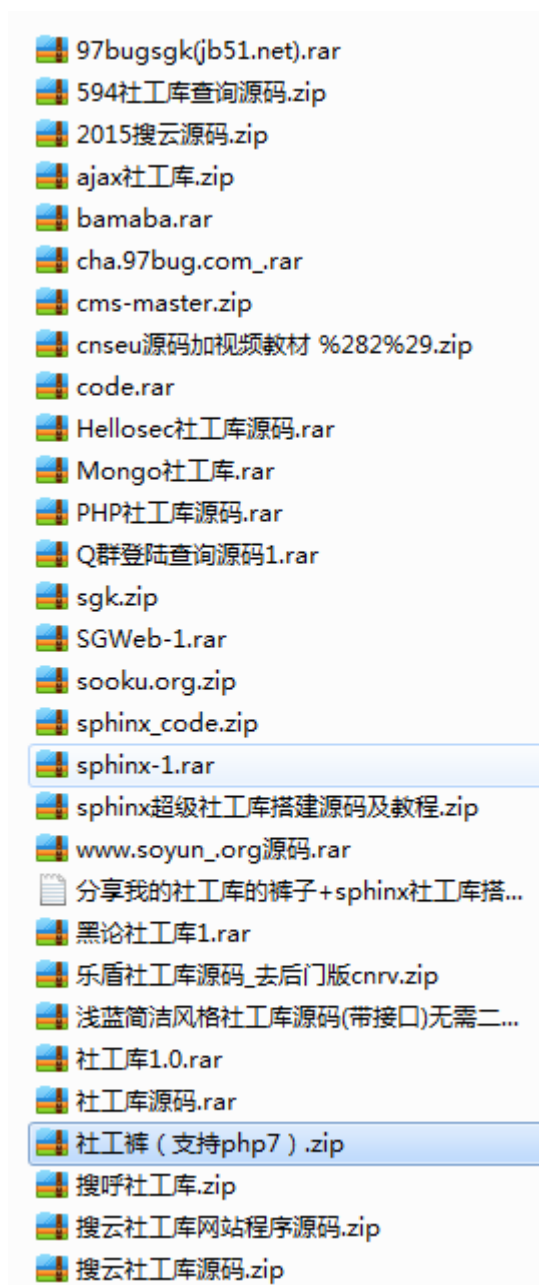 97bugsgk(jb51.net).rar
594社工库查询源码.zip
2015搜云源码.zip
ajax社工库.zip
bamaba.rar
cha.97bug.com_.rar
cms-master.zip
cnseu源码加视频教材 %282%29.zip
code.rar
Hellosec社工库源码.rar
Mongo社工库.rar
PHP社工库源码.rar
Q群登陆查询源码1.rar
sgk.zip
SGWeb-1.rar
sooku.org.zip
sphinx_code.zip
sphinx-1.rar
sphinx超级社工库搭建源码及教程.zip
www.soyun_.org源码.rar
分享我的社工库的裤子+sphinx社工库搭...
黑论社工库1.rar
乐盾社工库源码_去后门版cnrv.zip
浅蓝简洁风格社工库源码(带接口)无需二...
社工库1.0.rar
社工库源码.rar
社工裤（支持php7）.zip
搜呼社工库.zip
搜云社工库网站程序源码.zip
搜云社工库源码.zip